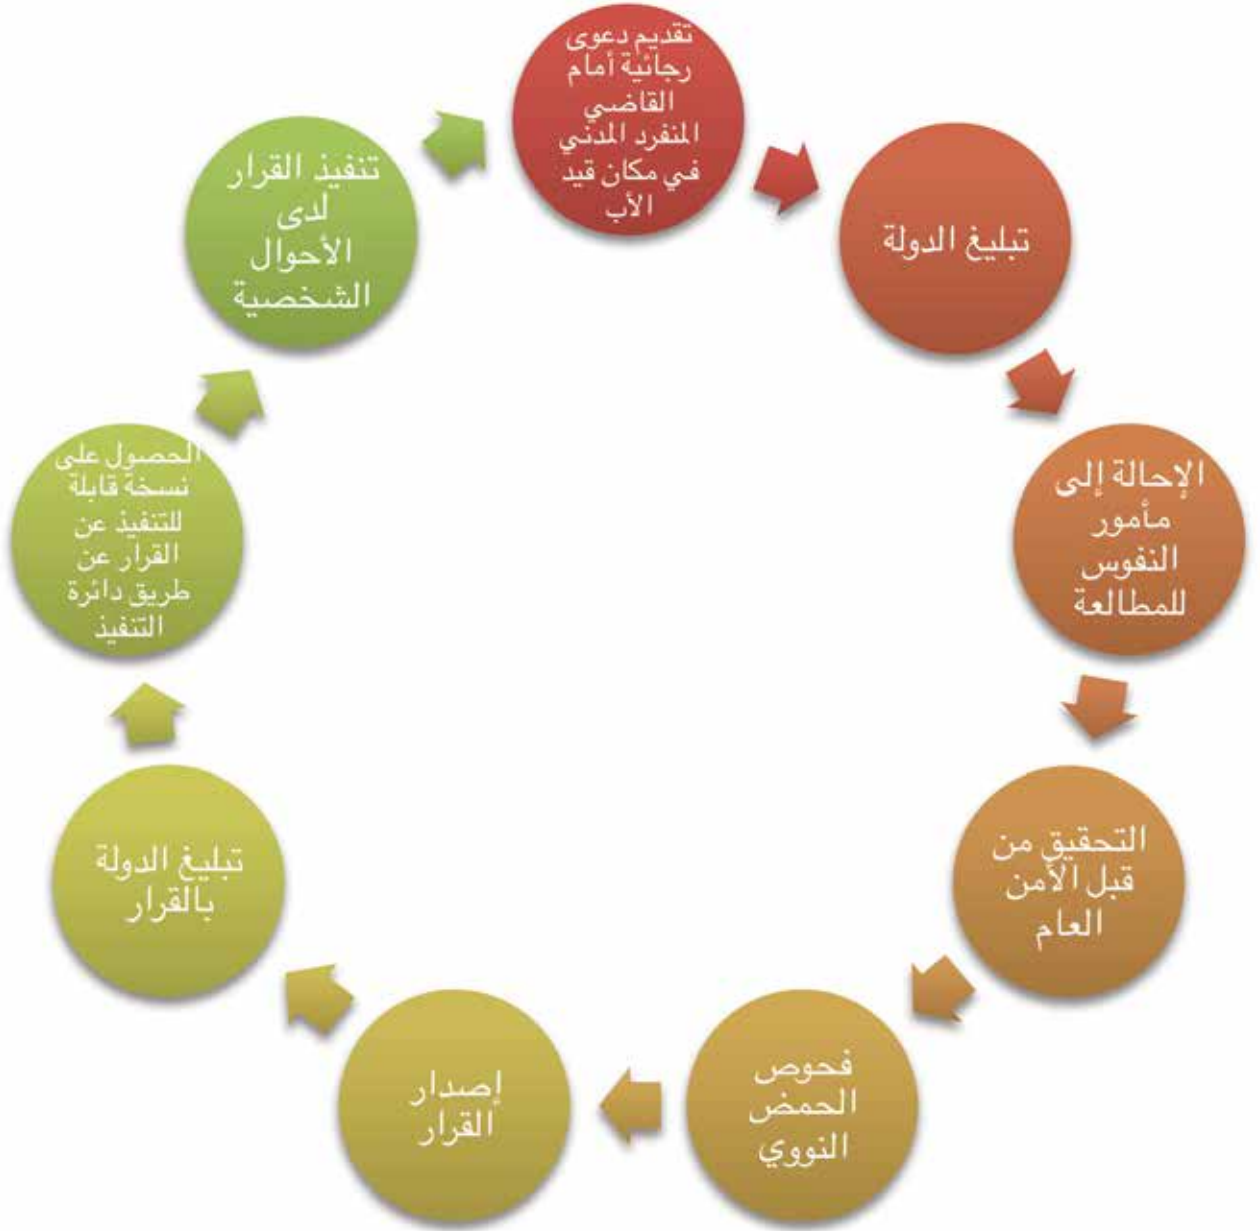 تقديم دعوى
رجائية أمام
القاضي
المنفرد المدني
في مكان قيد
الأب
تبليغ الدولة
الإحالة إلى
مأمور
النفوس
للمطالعة
التحقيق من
قبل الأمن
العام
فحوص
الحمض
النووي
إصدار
القرار
تبليغ الدولة
بالقرار
الحصول على
نسخة قابلة
للتنفيذ عن
القرار عن
طريق دائرة
التنفيذ
تنفيذ القرار
لدى
الأحوال
الشخصية